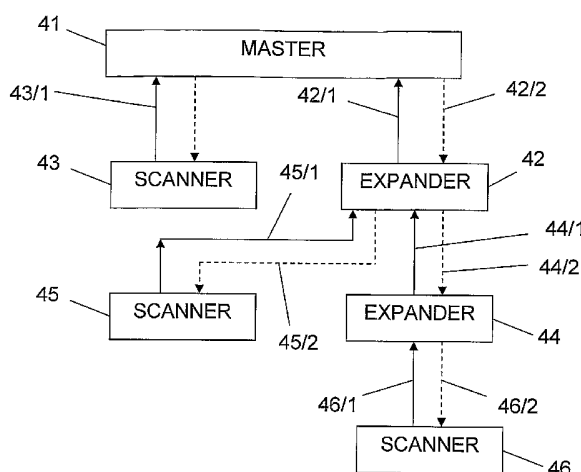 41
MASTER
43/1
42/1
42/2
43
SCANNER
EXPANDER
42
45/1
44/1
44/2
45
SCANNER
45/2
EXPANDER
44
46/1
46/2
SCANNER
46